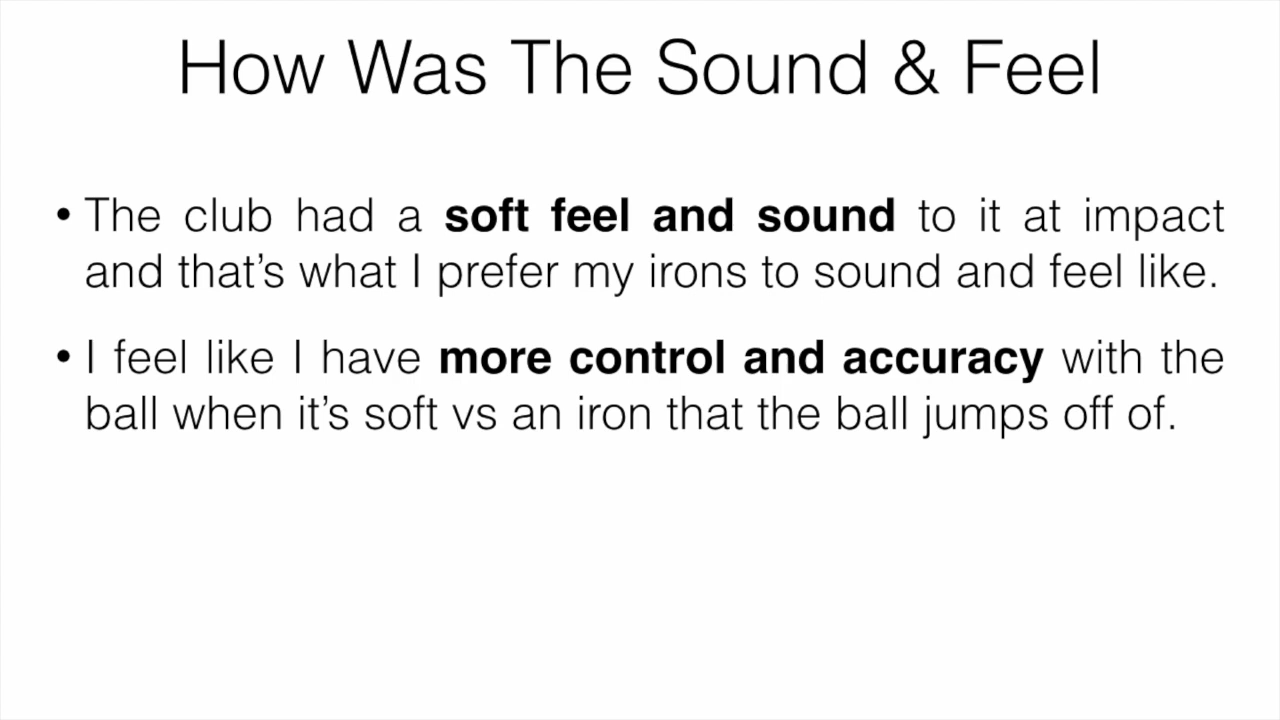 How Was The Sound & Feel
• The club had a soft feel and sound to it at impact
and that’s what I prefer my irons to sound and feel like.
• I feel like I have more control and accuracy with the
ball when it’s soft vs an iron that the ball jumps off of.